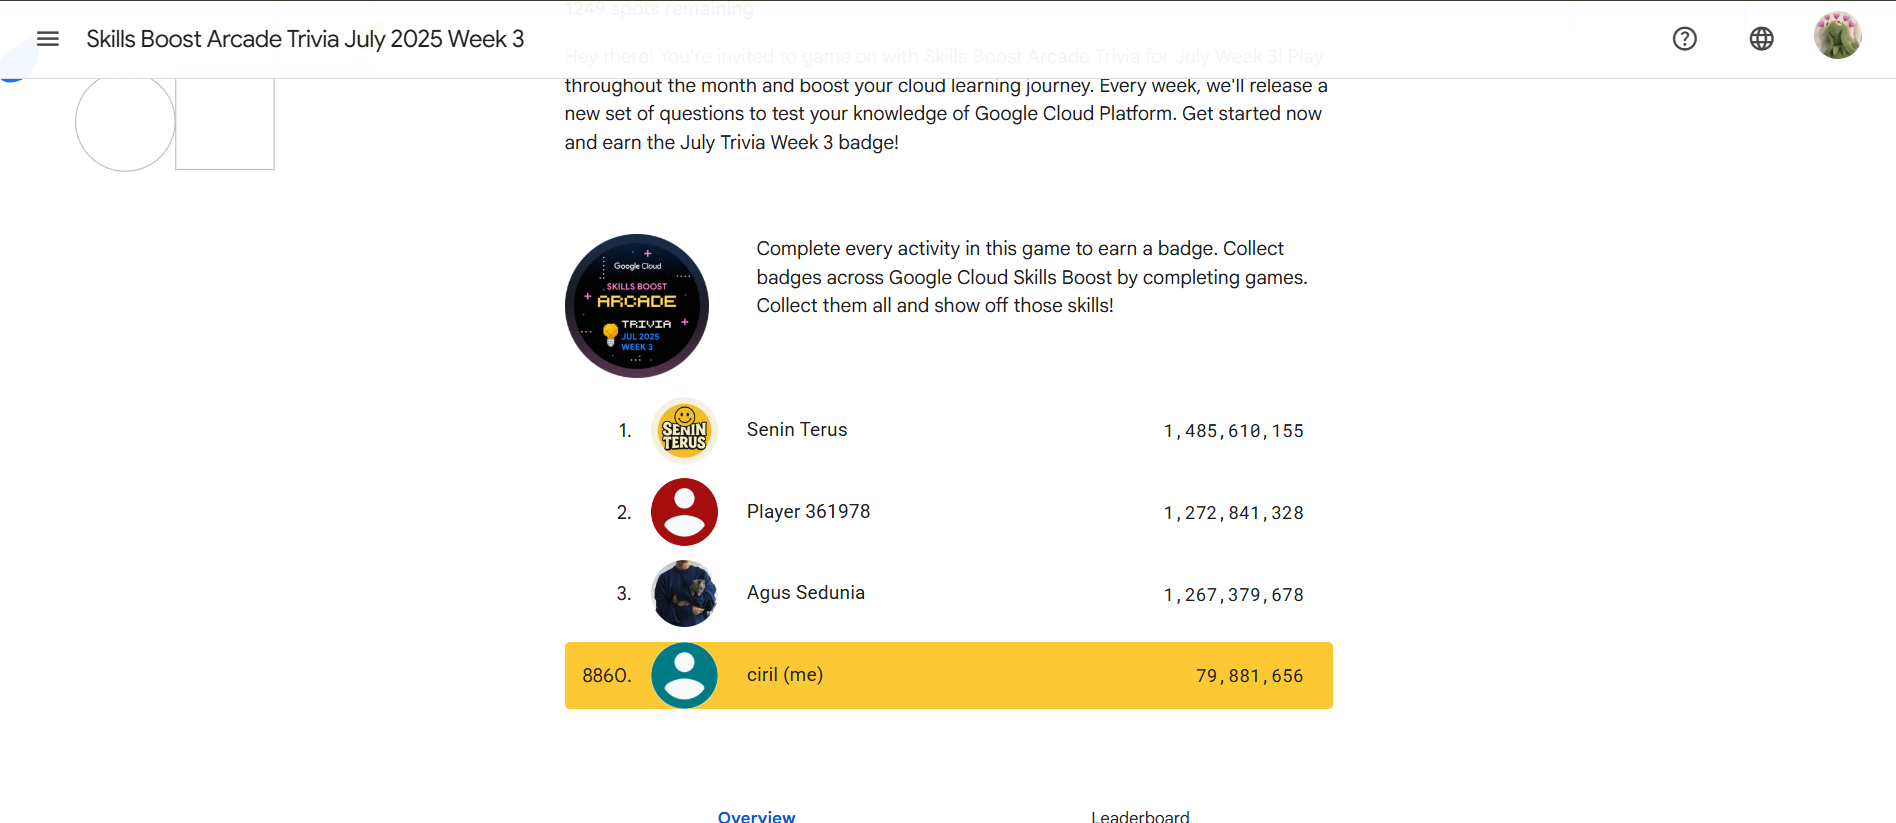 1249 spots remaining
Skills Boost Arcade Trivia July 2025 Week 3
Hey there! You're invited to game on with Skills Boost Arcade Trivia for July Week 3! Play
throughout the month and boost your cloud learning journey. Every week, we'll release a
new set of questions to test your knowledge of Google Cloud Platform. Get started now
and earn the July Trivia Week 3 badge!
Google Cloud
SKILLS BOOST
ARCADE
TRIVIA
JUL 2025
WEEK 3
Complete every activity in this game to earn a badge. Collect
badges across Google Cloud Skills Boost by completing games.
Collect them all and show off those skills!
1. SENIN TERUS Senin Terus 1,485,610,155
2. Player 361978 1,272,841,328
3. Agus Sedunia 1,267,379,678
8860. ciril (me) 79,881,656
Overview Leaderboard